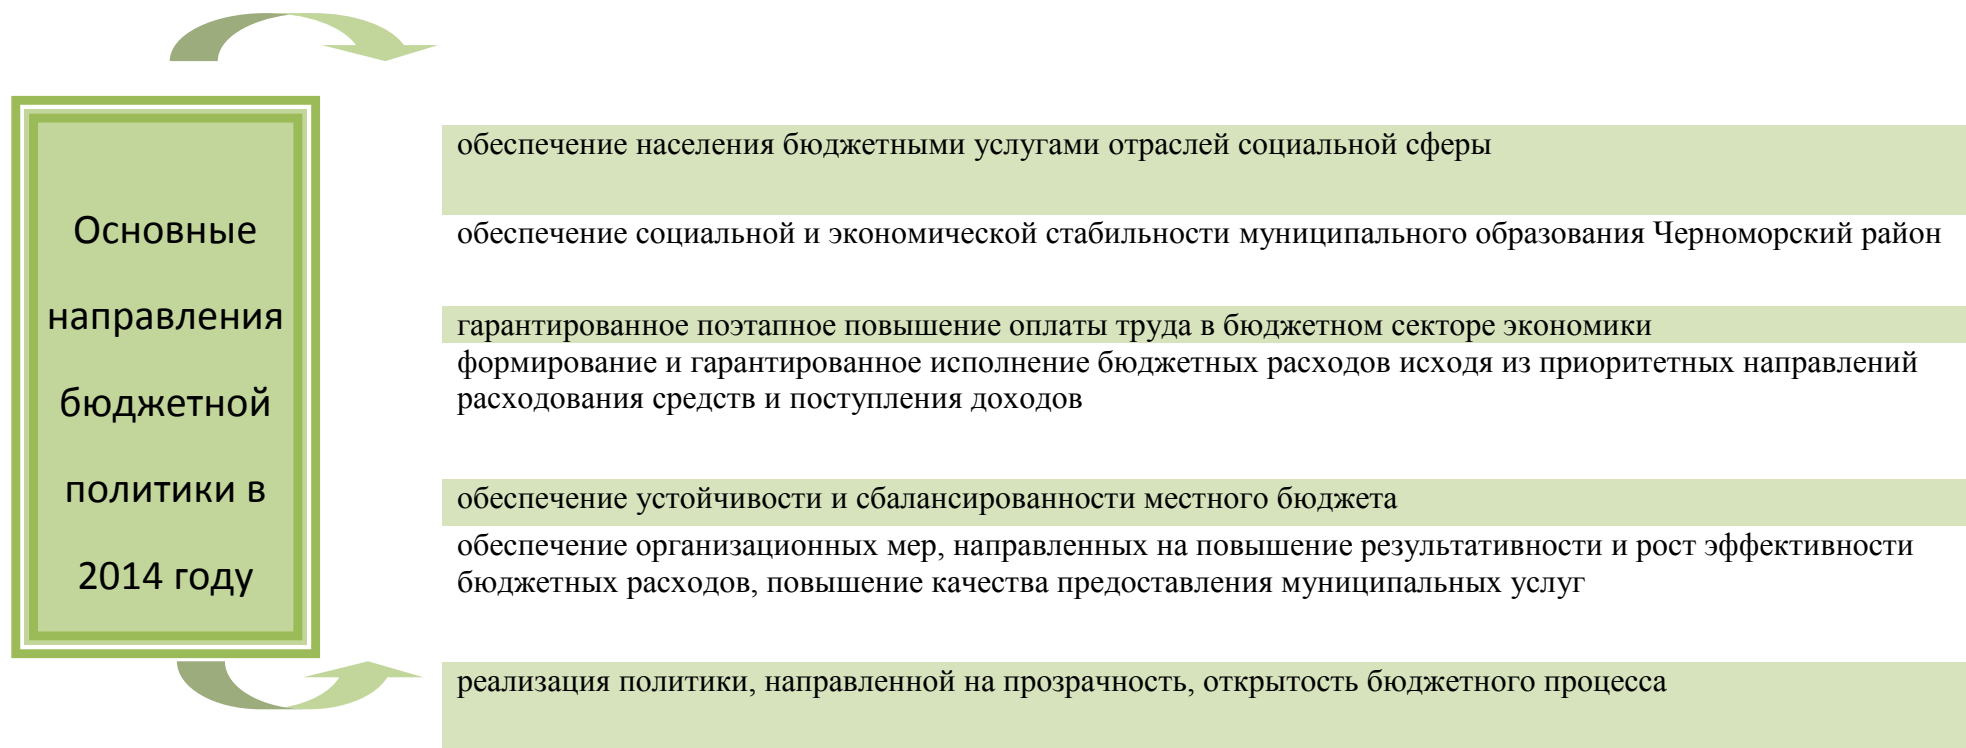 Основные
направления
бюджетной
политики в
2014 году
обеспечение населения бюджетными услугами отраслей социальной сферы
обеспечение социальной и экономической стабильности муниципального образования Черноморский район
гарантированное поэтапное повышение оплаты труда в бюджетном секторе экономики
формирование и гарантированное исполнение бюджетных расходов исходя из приоритетных направлений
расходования средств и поступления доходов
обеспечение устойчивости и сбалансированности местного бюджета
обеспечение организационных мер, направленных на повышение результативности и рост эффективности
бюджетных расходов, повышение качества предоставления муниципальных услуг
реализация политики, направленной на прозрачность, открытость бюджетного процесса